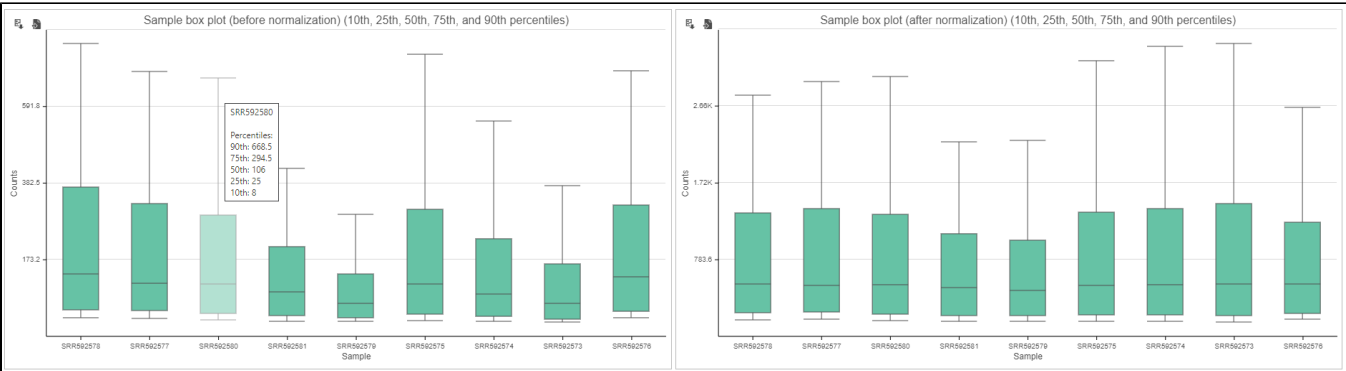 Sample box plot (before normalization) (10th, 25th, 50th, 75th, and 90th percentiles)
591.8
382.5
173.2
Counts
SRR592580
Percentiles:
90th: 668.5
75th: 294.5
50th: 106
25th: 25
10th: 8
SRR592578 SRR592577 SRR592580 SRR592581 SRR592579 SRR592575 SRR592574 SRR592573 SRR592576
Sample
Sample box plot (after normalization) (10th, 25th, 50th, 75th, and 90th percentiles)
2.66K
1.72K
783.6
Counts
SRR592578 SRR592577 SRR592580 SRR592581 SRR592579 SRR592575 SRR592574 SRR592573 SRR592576
Sample